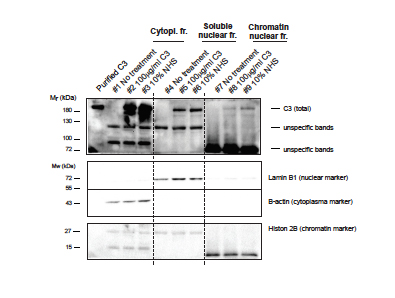 Cytopl. fr.
Soluble
nuclear fr.
Chromatin
nuclear fr.
Purified C3
#1 No treatment
#2 100µg/ml C3
#3 10% NHS
#4 No treatment
#5 100µg/ml C3
#6 10% NHS
#7 No treatment
#8 100µg/ml C3
#9 10% NHS
Mr (kDa)
180
130
100
72
C3 (total)
unspecific bands
unspecific bands
Mw (kDa)
72
55
Lamin B1 (nuclear marker)
43
B-actin (cytoplasma marker)
27
15
Histon 2B (chromatin marker)